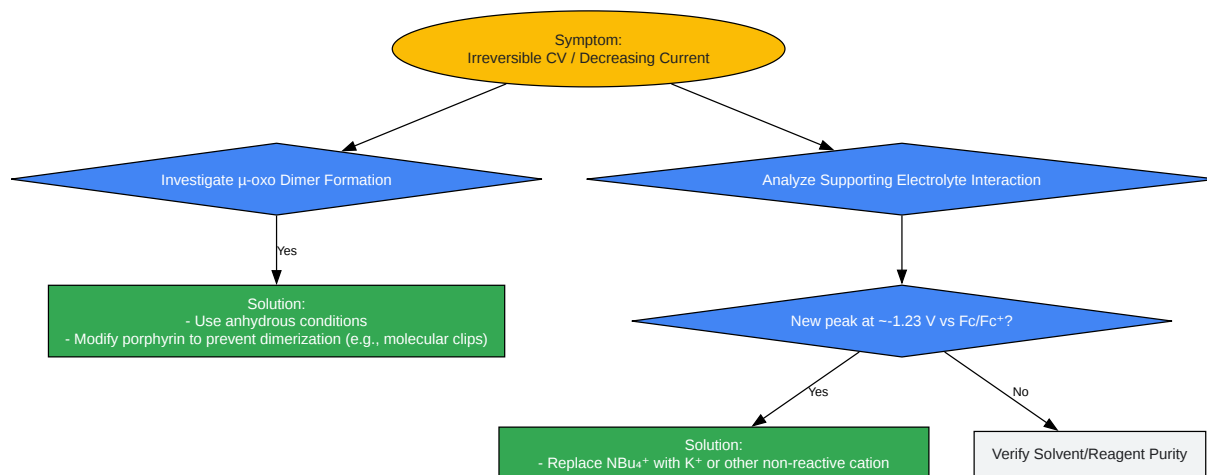 Symptom:
Irreversible CV / Decreasing Current
Investigate µ-oxo Dimer Formation
Analyze Supporting Electrolyte Interaction
Yes
Solution:
- Use anhydrous conditions
- Modify porphyrin to prevent dimerization (e.g., molecular clips)
New peak at ~-1.23 V vs Fc/Fc⁺?
Yes
No
Solution:
- Replace NBu₄⁺ with K⁺ or other non-reactive cation
Verify Solvent/Reagent Purity